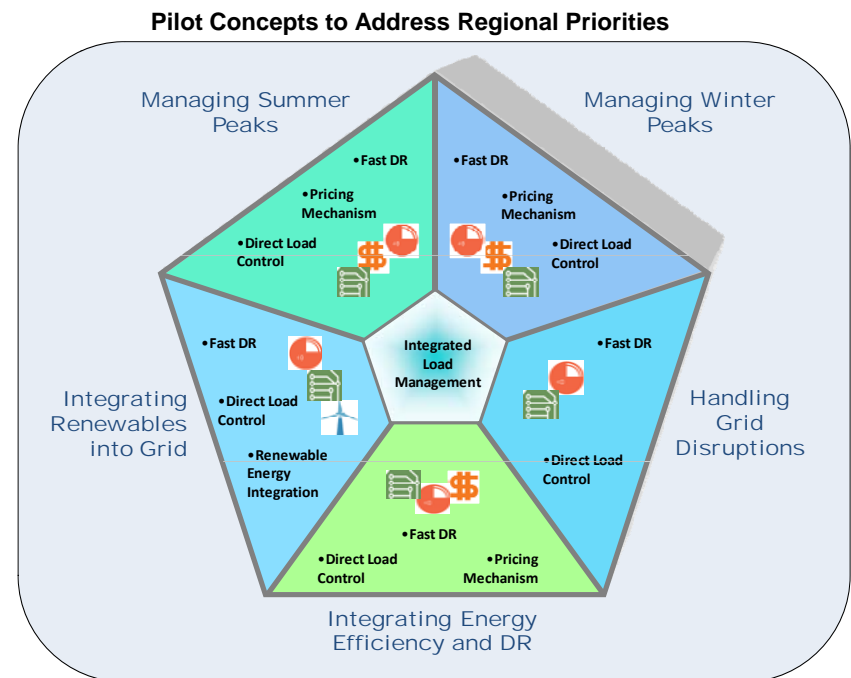 Pilot Concepts to Address Regional Priorities
Managing Summer
Peaks
Managing Winter
Peaks
•Fast DR
•Pricing
Mechanism
•Direct Load
Control
•Fast DR
•Pricing
Mechanism
•Direct Load
Control
Integrated
Load
Management
•Fast DR
•Direct Load
Control
•Renewable
Energy
Integration
Integrating
Renewables
into Grid
•Fast DR
•Direct Load
Control
Handling
Grid
Disruptions
•Fast DR
•Direct Load
Control
•Pricing
Mechanism
Integrating Energy
Efficiency and DR